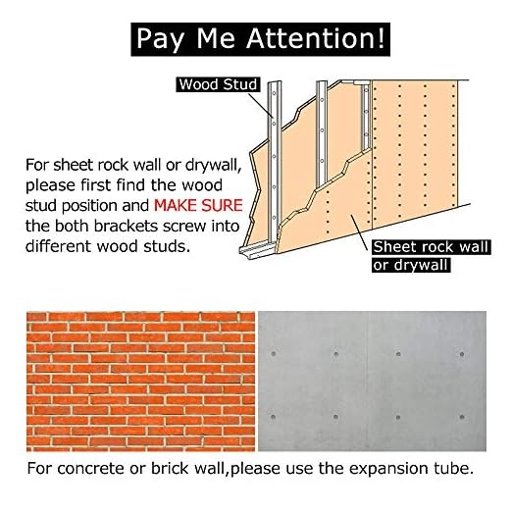 Pay Me Attention!
Wood Stud
For sheet rock wall or drywall,
please first find the wood
stud position and MAKE SURE
the both brackets screw into
different wood studs.
Sheet rock wall
or drywall
For concrete or brick wall,please use the expansion tube.